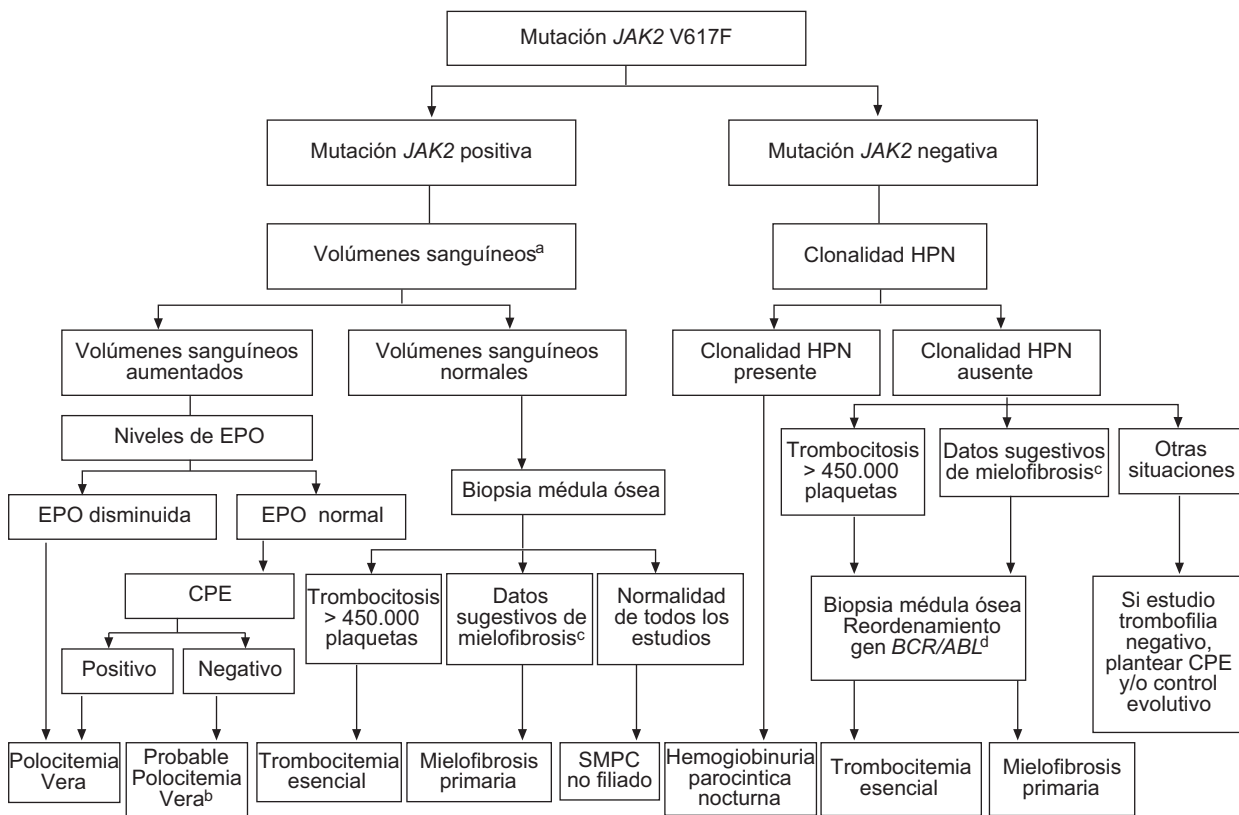 Mutación JAK2 V617F
Mutación JAK2 positiva
Mutación JAK2 negativa
Volúmenes sanguíneosa
Clonalidad HPN
Volúmenes sanguíneos
aumentados
Volúmenes sanguíneos
normales
Clonalidad HPN
presente
Clonalidad HPN
ausente
Niveles de EPO
Trombocitosis
> 450.000
plaquetas
Datos sugestivos
de mielofibrosisc
Otras
situaciones
Biopsia médula ósea
EPO disminuida
EPO normal
CPE
Trombocitosis
> 450.000
plaquetas
Datos
sugestivos de
mielofibrosisc
Normalidad
de todos los
estudios
Biopsia médula ósea
Reordenamiento
gen BCR/ABLd
Si estudio
trombofilia
negativo,
plantear CPE
y/o control
evolutivo
Positivo
Negativo
Polocitemia
Vera
Probable
Polocitemia
Verab
Trombocitemia
esencial
Mielofibrosis
primaria
SMPC
no filiado
Hemogiobinuria
parocintica
nocturna
Trombocitemia
esencial
Mielofibrosis
primaria